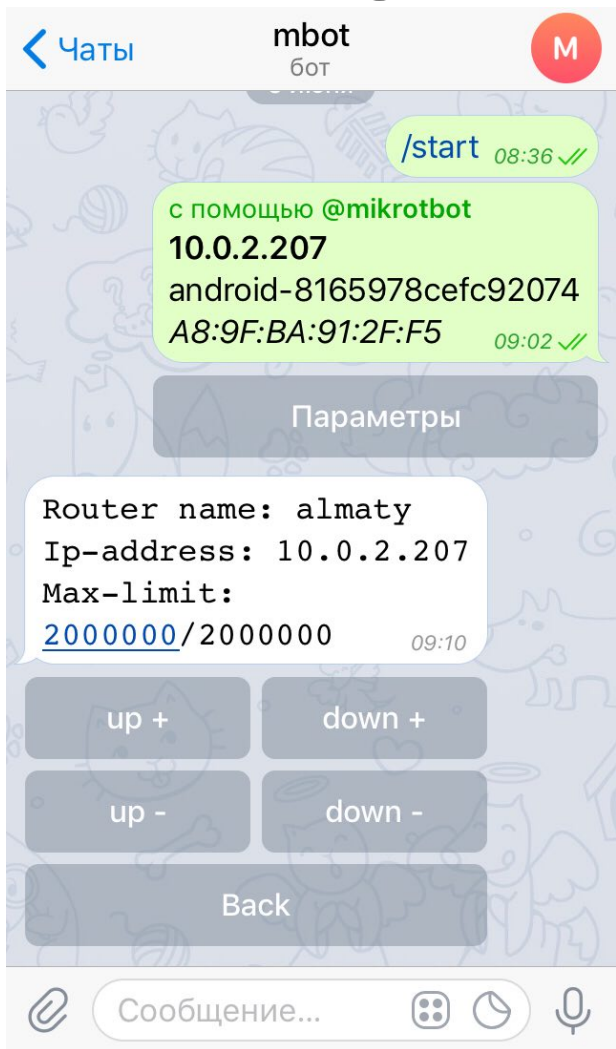 Чаты
mbot
бот
M
/start 08:36
с помощью @mikrotbot
10.0.2.207
android-8165978cefc92074
A8:9F:BA:91:2F:F5 09:02
Параметры
Router name: almaty
Ip-address: 10.0.2.207
Max-limit:
2000000/2000000 09:10
up + down +
up - down -
Back
Сообщение...